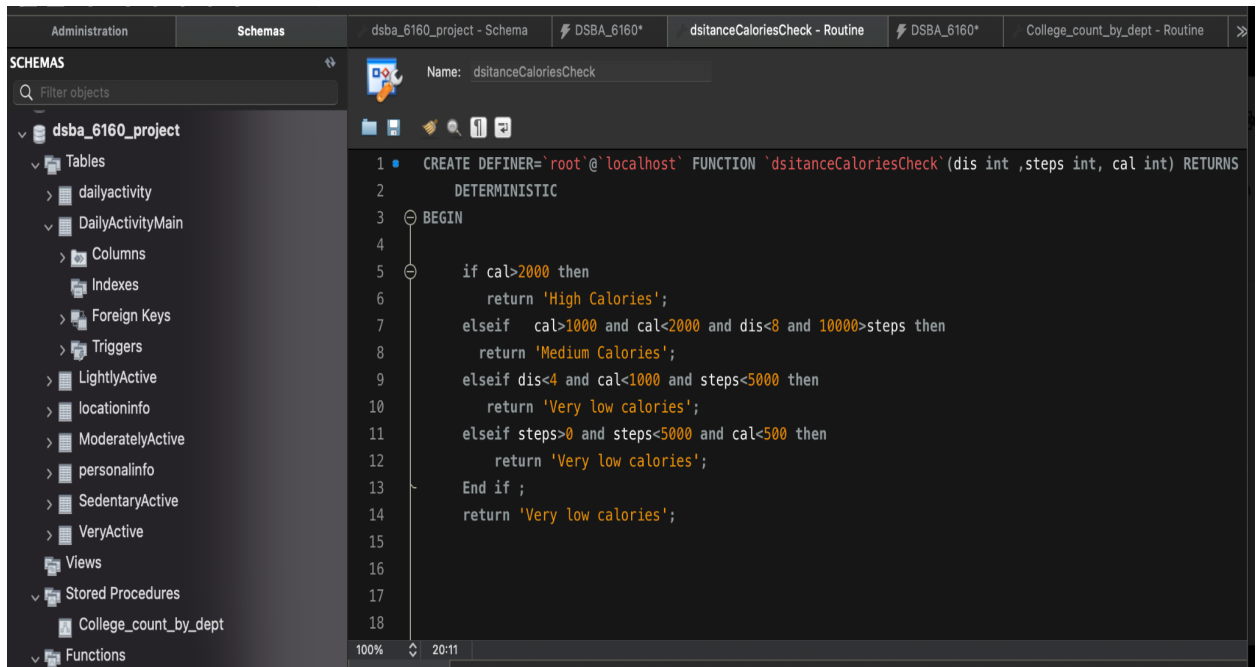 Administration
Schemas
dsba_6160_project - Schema
DSBA_6160*
dsitanceCaloriesCheck - Routine
DSBA_6160*
College_count_by_dept - Routine
SCHEMAS
Filter objects
dsba_6160_project
Tables
dailyactivity
DailyActivityMain
Columns
Indexes
Foreign Keys
Triggers
LightlyActive
locationinfo
ModeratelyActive
personalinfo
SedentaryActive
VeryActive
Views
Stored Procedures
College_count_by_dept
Functions
Name: dsitanceCaloriesCheck
1 CREATE DEFINER=`root`@`localhost` FUNCTION `dsitanceCaloriesCheck`(dis int ,steps int, cal int) RETURNS
2 DETERMINISTIC
3 BEGIN
4
5 if cal>2000 then
6 return 'High Calories';
7 elseif cal>1000 and cal<2000 and dis<8 and 10000>steps then
8 return 'Medium Calories';
9 elseif dis<4 and cal<1000 and steps<5000 then
10 return 'Very low calories';
11 elseif steps>0 and steps<5000 and cal<500 then
12 return 'Very low calories';
13 End if ;
14 return 'Very low calories';
15
16
17
18
100% 20:11